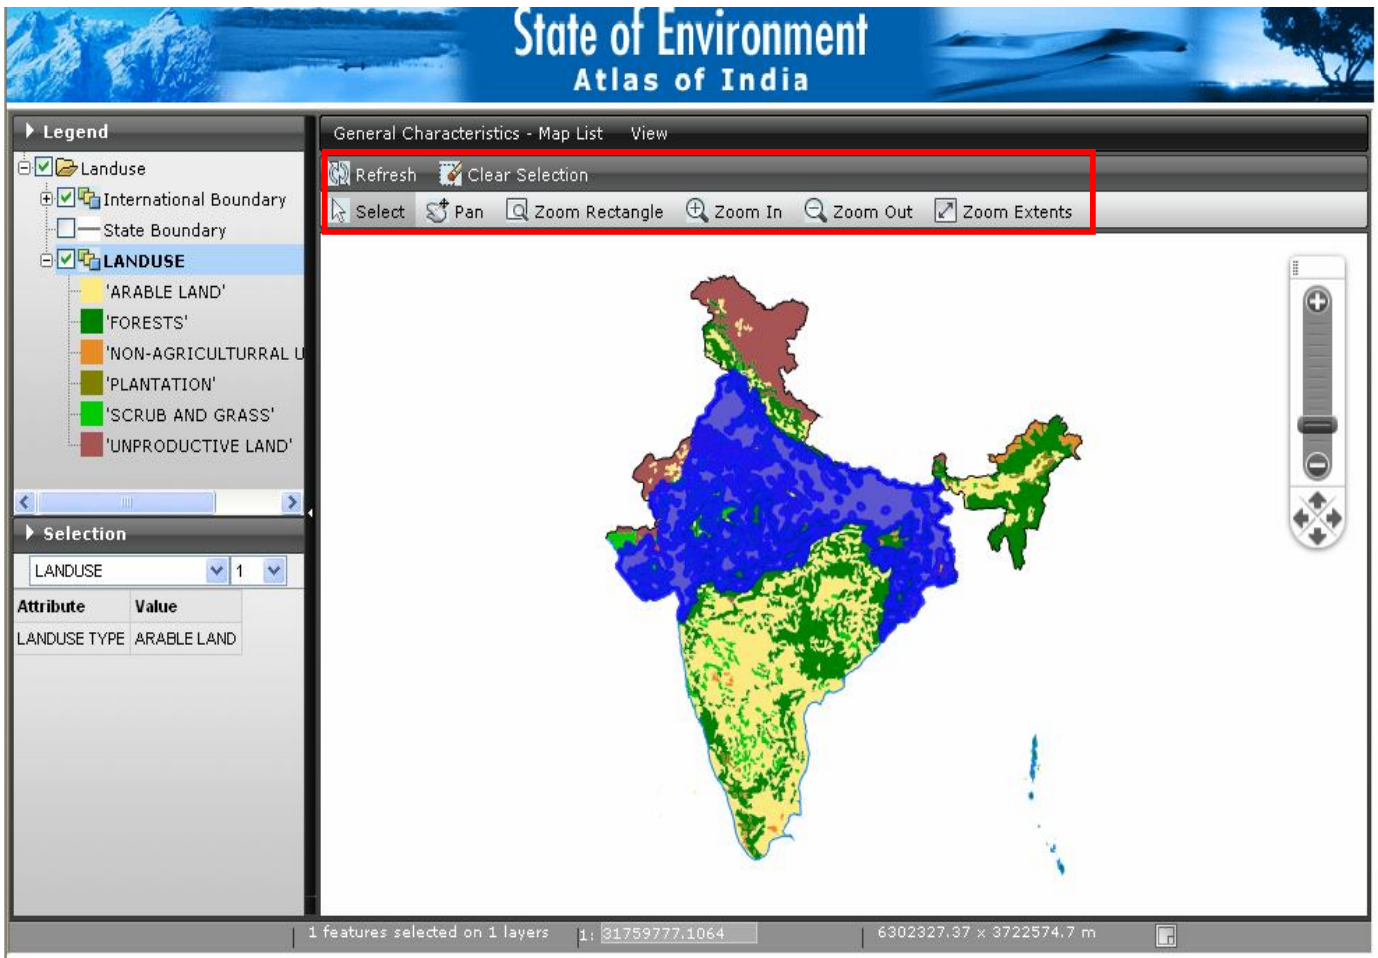 State of Environment
Atlas of India
Legend
Landuse
International Boundary
State Boundary
LANDUSE
'ARABLE LAND'
'FORESTS'
'NON-AGRICULTURRAL U
'PLANTATION'
'SCRUB AND GRASS'
'UNPRODUCTIVE LAND'
Selection
LANDUSE 1
Attribute Value
LANDUSE TYPE ARABLE LAND
General Characteristics - Map List View
Refresh Clear Selection
Select Pan Zoom Rectangle Zoom In Zoom Out Zoom Extents
1 features selected on 1 layers 1: 31759777.1064 6302327.37 x 3722574.7 m